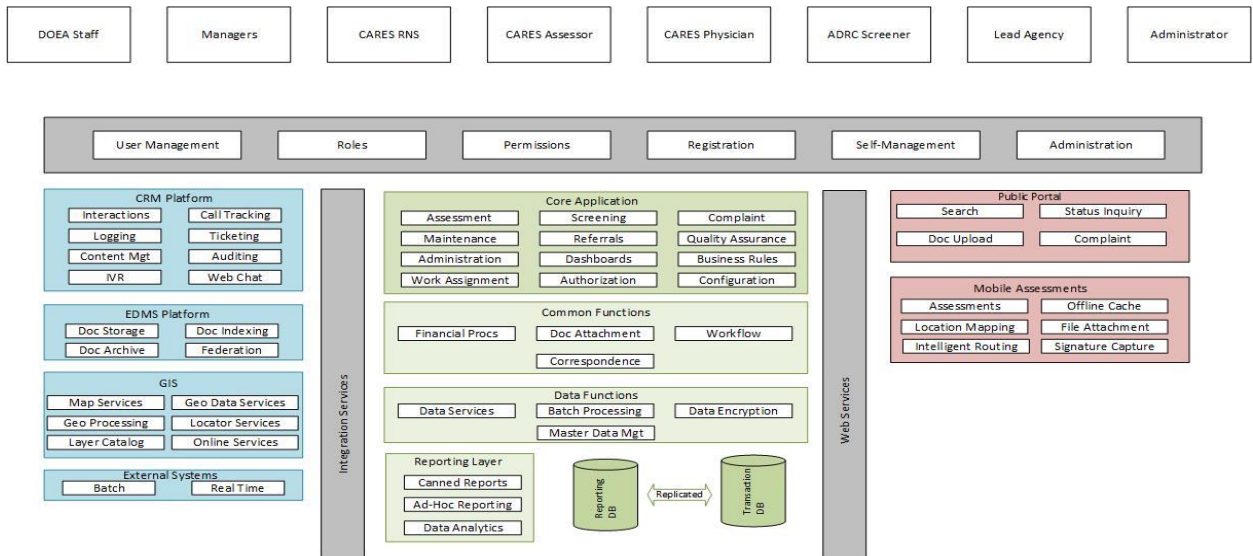 DOEA Staff
Managers
CARES RNS
CARES Assessor
CARES Physician
ADRC Screener
Lead Agency
Administrator
User Management
Roles
Permissions
Registration
Self-Management
Administration
CRM Platform
Interactions
Call Tracking
Logging
Ticketing
Content Mgt
Auditing
IVR
Web Chat
EDMS Platform
Doc Storage
Doc Indexing
Doc Archive
Federation
GIS
Map Services
Geo Data Services
Geo Processing
Locator Services
Layer Catalog
Online Services
External Systems
Batch
Real Time
Integration Services
Core Application
Assessment
Screening
Complaint
Maintenance
Referrals
Quality Assurance
Administration
Dashboards
Business Rules
Work Assignment
Authorization
Configuration
Common Functions
Financial Procs
Doc Attachment
Workflow
Correspondence
Data Functions
Data Services
Batch Processing
Data Encryption
Master Data Mgt
Reporting Layer
Canned Reports
Ad-Hoc Reporting
Data Analytics
Reporting
DB
Replicated
Transaction
DB
Web Services
Public Portal
Search
Status Inquiry
Doc Upload
Complaint
Mobile Assessments
Assessments
Offline Cache
Location Mapping
File Attachment
Intelligent Routing
Signature Capture